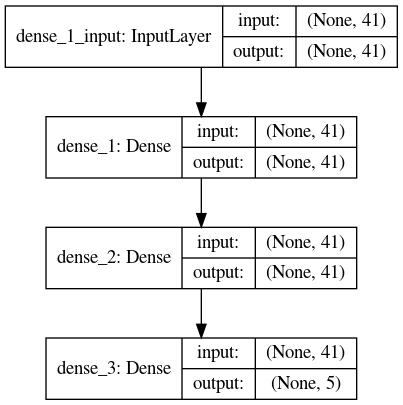 dense_1_input: InputLayer
input: (None, 41)
output: (None, 41)
dense_1: Dense
input: (None, 41)
output: (None, 41)
dense_2: Dense
input: (None, 41)
output: (None, 41)
dense_3: Dense
input: (None, 41)
output: (None, 5)